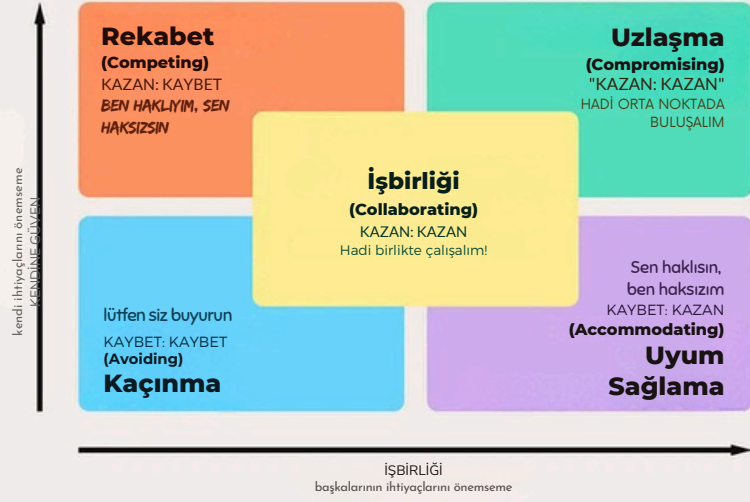 Rekabet
(Competing)
KAZAN: KAYBET
BEN HAKLIYIM, SEN
HAKSIZSIN
Uzlaşma
(Compromising)
"KAZAN: KAZAN"
HADİ ORTA NOKTADA
BULUŞALIM
İşbirliği
(Collaborating)
KAZAN: KAZAN
Hadi birlikte çalışalım!
lütfen siz buyurun
KAYBET: KAYBET
(Avoiding)
Kaçınma
Sen haklısın,
ben haksızım
KAYBET: KAZAN
(Accommodating)
Uyum
Sağlama
kendi ihtiyaçlarını önemseme
KENDİNE GÜVEN
İŞBİRLİĞİ
başkalarının ihtiyaçlarını önemseme